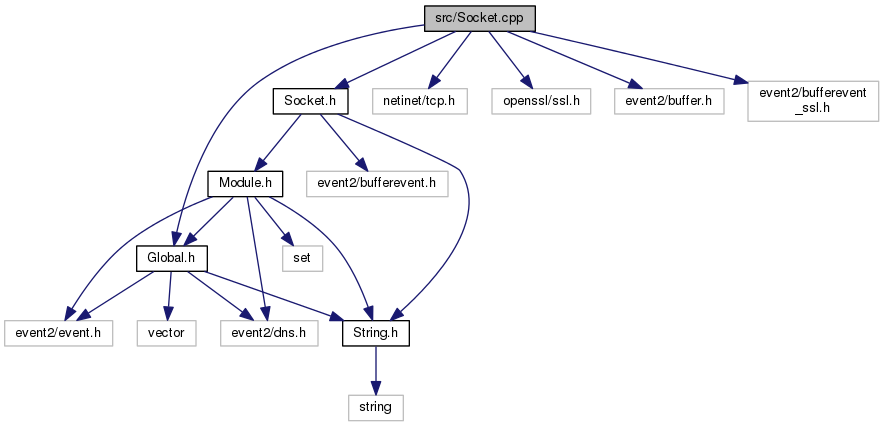 src/Socket.cpp
Socket.h
netinet/tcp.h
openssl/ssl.h
event2/buffer.h
event2/bufferevent
_ssl.h
Module.h
event2/bufferevent.h
Global.h
set
event2/event.h
vector
event2/dns.h
String.h
string